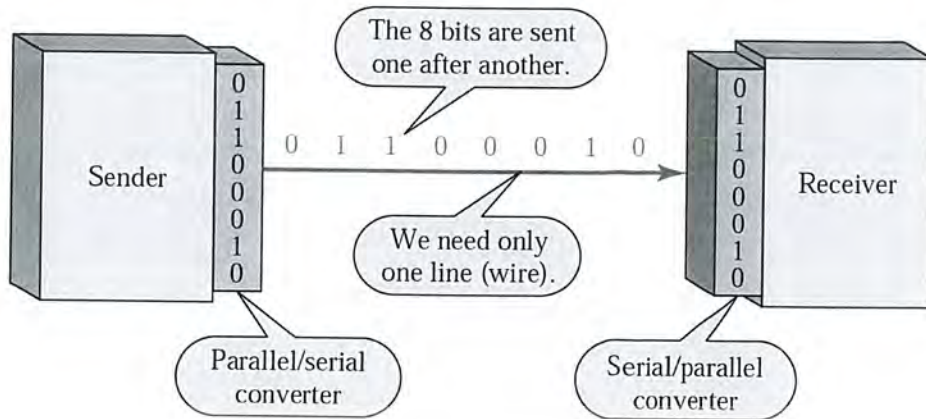 The 8 bits are sent
one after another.
0 1 1 0 0 0 1 0
Sender
0
1
1
0
0
0
1
0
0
1
1
0
0
0
1
0
Receiver
We need only
one line (wire).
Parallel/serial
converter
Serial/parallel
converter